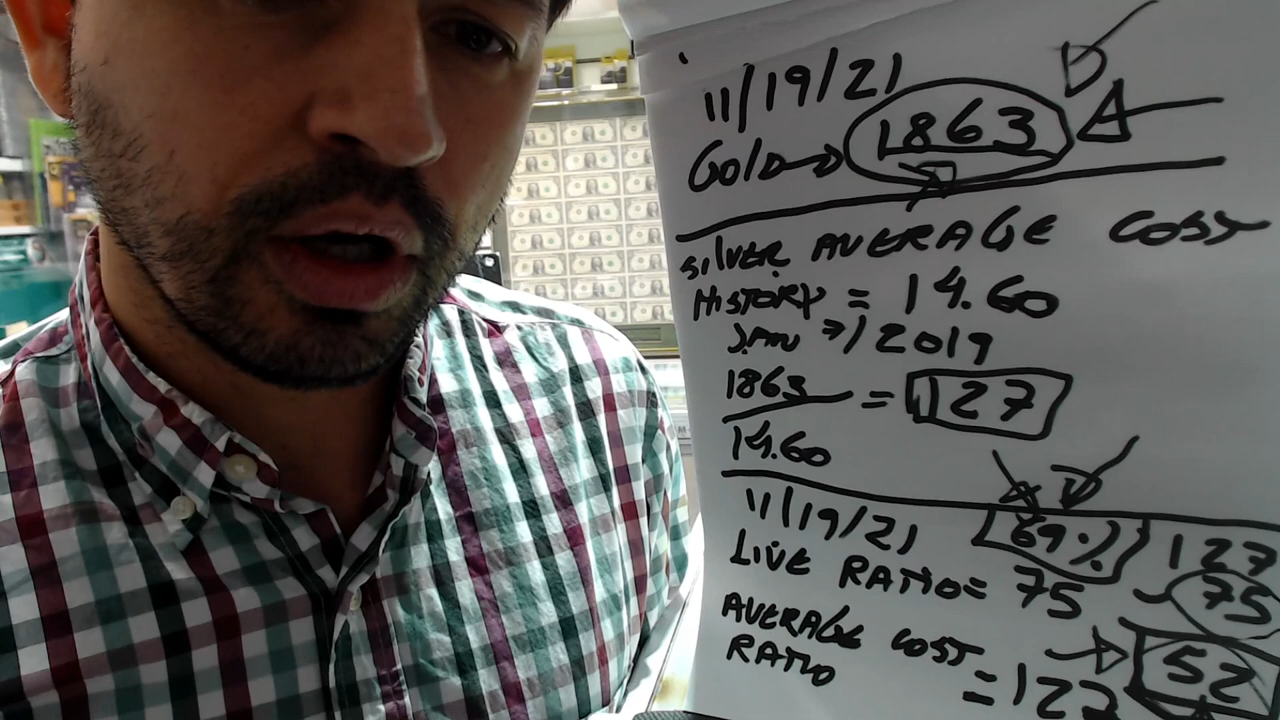 11/19/21
Gold → 1863
SILVER AVERAGE COST
HISTORY = 14.60
JAN → / 2019
1863 = 127
14.60
11/19/21 69% 127
LIVE RATIO = 75 - 75
AVERAGE COST → 52
RATIO = 127